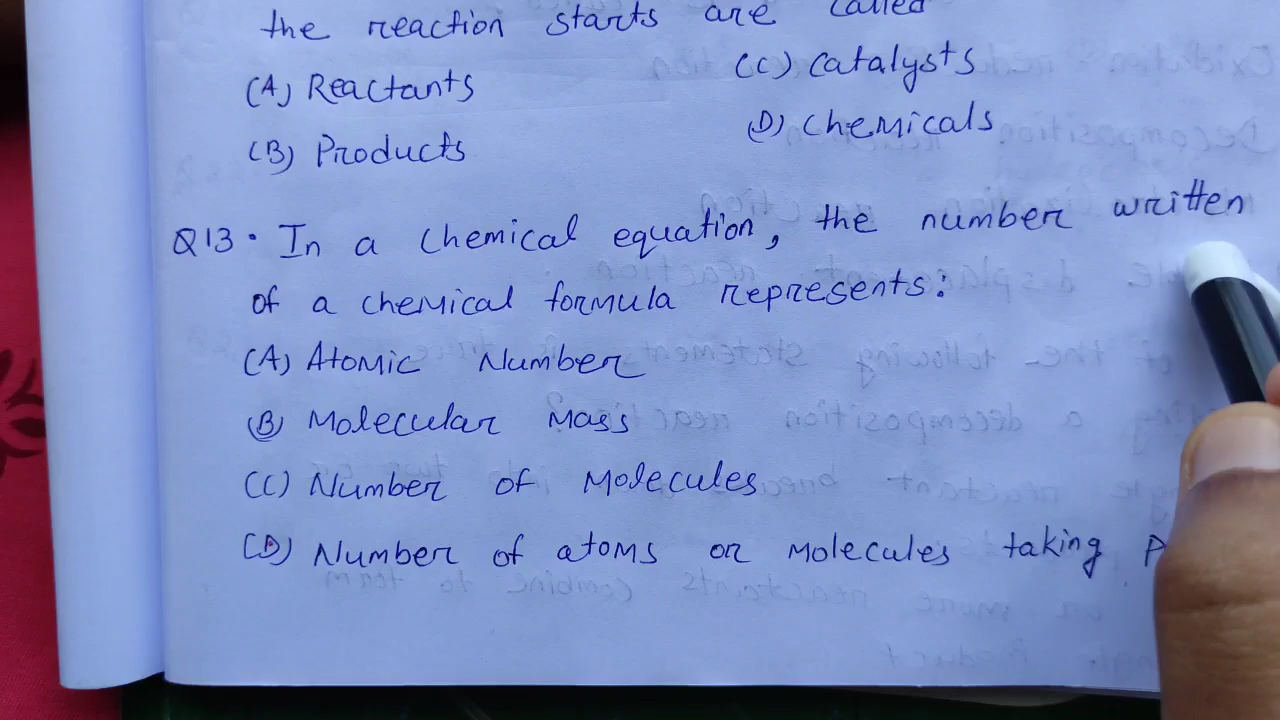 the reaction starts are called
(A) Reactants (C) Catalysts
(B) Products (D) Chemicals
Q13. In a chemical equation, the number written
of a chemical formula represents:
(A) Atomic Number
(B) Molecular Mass
(C) Number of Molecules
(D) Number of atoms or Molecules taking